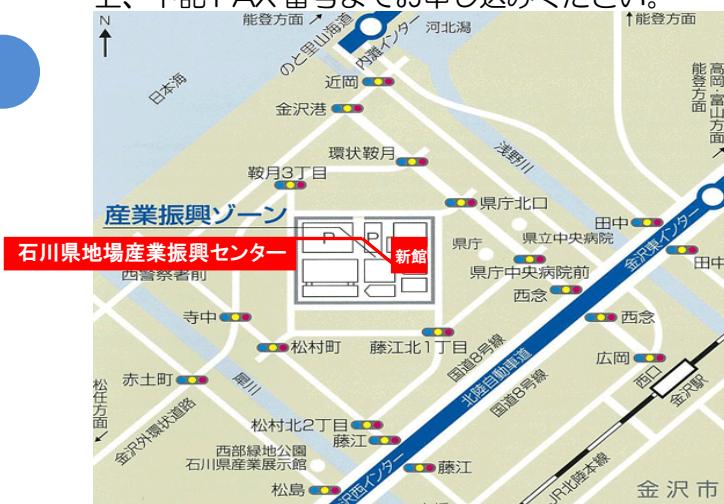 上、下記FAX番号までお申し込みください。
N
能登方面
のと里山海道
内灘インター
河北潟
能登方面
高岡・富山方面
能登方面
日本海
近岡
金沢港
浅野川
環状鞍月
鞍月3丁目
県庁北口
産業振興ゾーン
田中
金沢東インター
P
P
県庁
県立中央病院
石川県地場産業振興センター
新館
田中
西警察署前
県庁中央病院前
西念
寺中
西念
松村町
藤江北1丁目
国道8号線
北陸自動車道
国道8号線
広岡
西口
金沢駅
赤土町
犀川
松任方面
金沢外環状道路
松村北2丁目
藤江
西部緑地公園
石川県産業展示館
藤江
JR北陸本線
松島
金沢西インター
金沢市